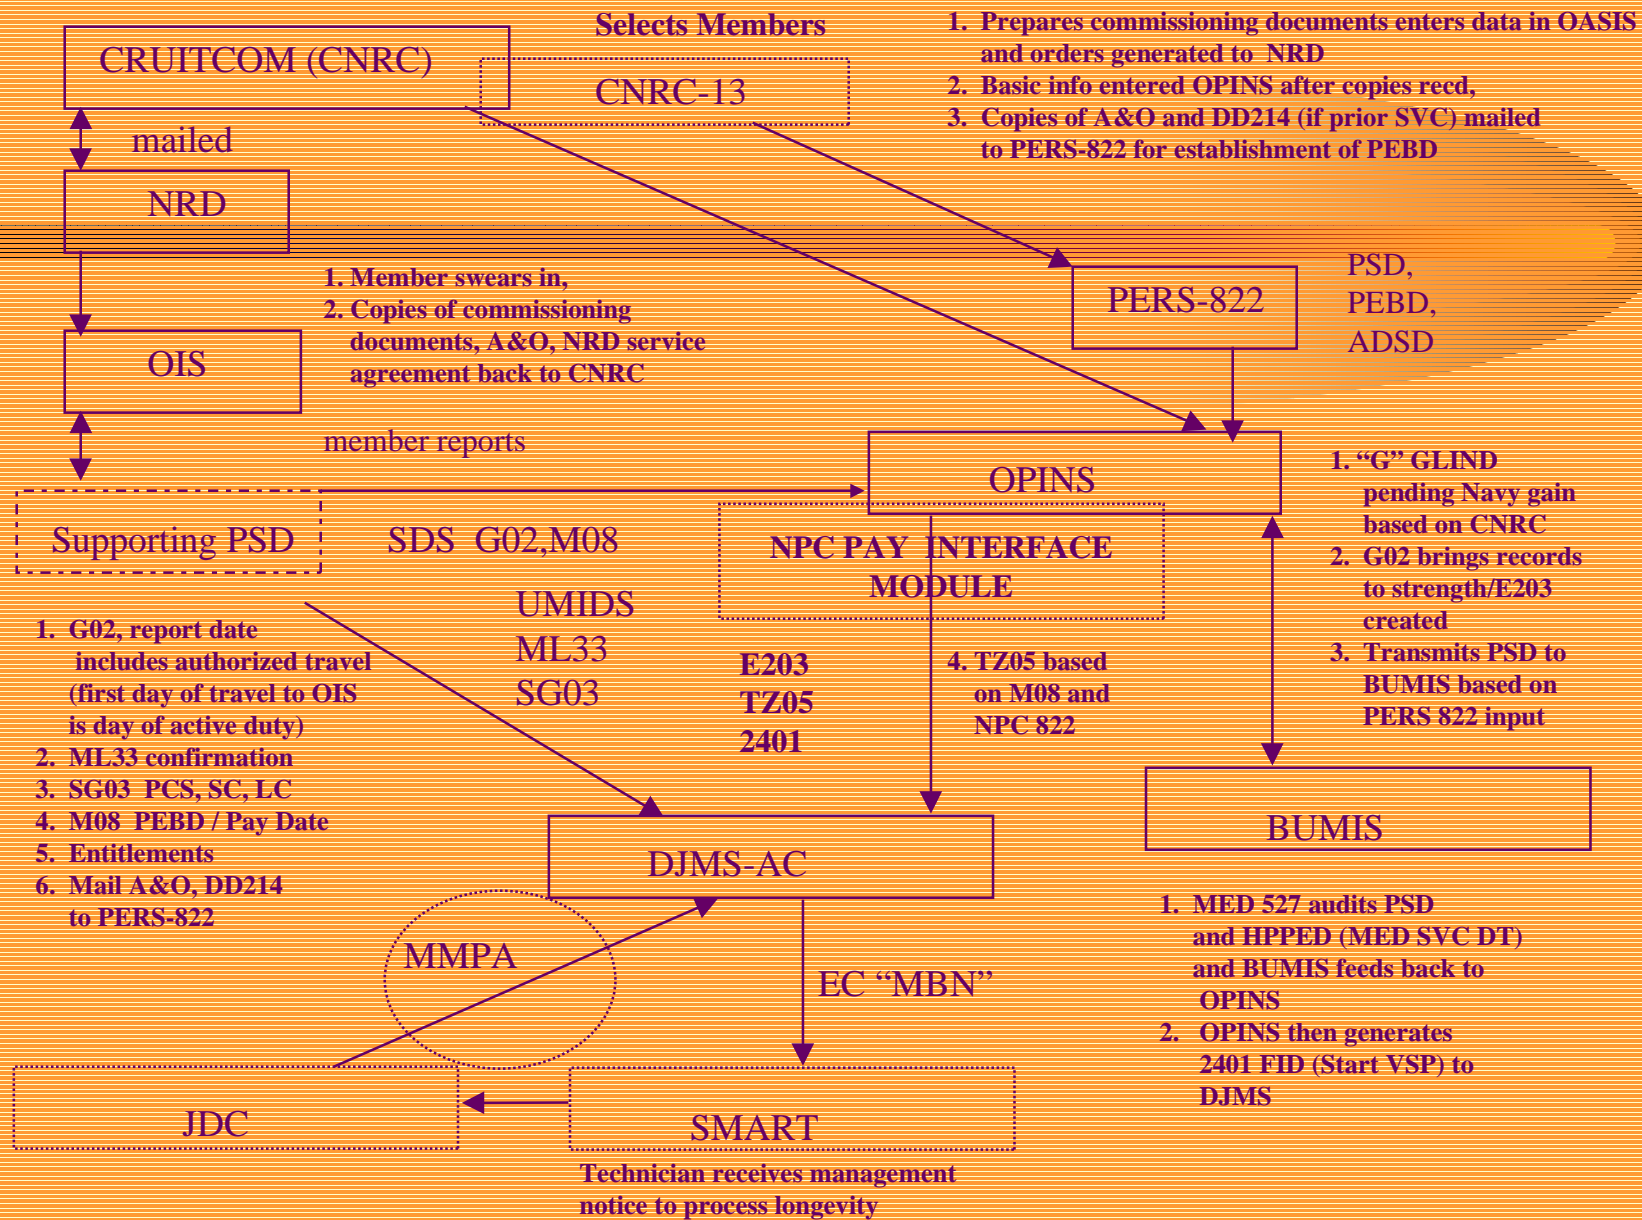 Selects Members
CRUITCOM (CNRC)
CNRC-13
1. Prepares commissioning documents enters data in OASIS
and orders generated to NRD
2. Basic info entered OPINS after copies recd,
3. Copies of A&O and DD214 (if prior SVC) mailed
to PERS-822 for establishment of PEBD
mailed
NRD
1. Member swears in,
2. Copies of commissioning
documents, A&O, NRD service
agreement back to CNRC
PERS-822
PSD,
PEBD,
ADSD
OIS
member reports
OPINS
1. “G” GLIND
pending Navy gain
based on CNRC
2. G02 brings records
to strength/E203
created
3. Transmits PSD to
BUMIS based on
PERS 822 input
Supporting PSD
SDS G02,M08
NPC PAY INTERFACE
MODULE
UMIDS
ML33
SG03
E203
TZ05
2401
4. TZ05 based
on M08 and
NPC 822
1. G02, report date
includes authorized travel
(first day of travel to OIS
is day of active duty)
2. ML33 confirmation
3. SG03 PCS, SC, LC
4. M08 PEBD / Pay Date
5. Entitlements
6. Mail A&O, DD214
to PERS-822
BUMIS
DJMS-AC
MMPA
EC “MBN”
1. MED 527 audits PSD
and HPPED (MED SVC DT)
and BUMIS feeds back to
OPINS
2. OPINS then generates
2401 FID (Start VSP) to
DJMS
JDC
SMART
Technician receives management
notice to process longevity